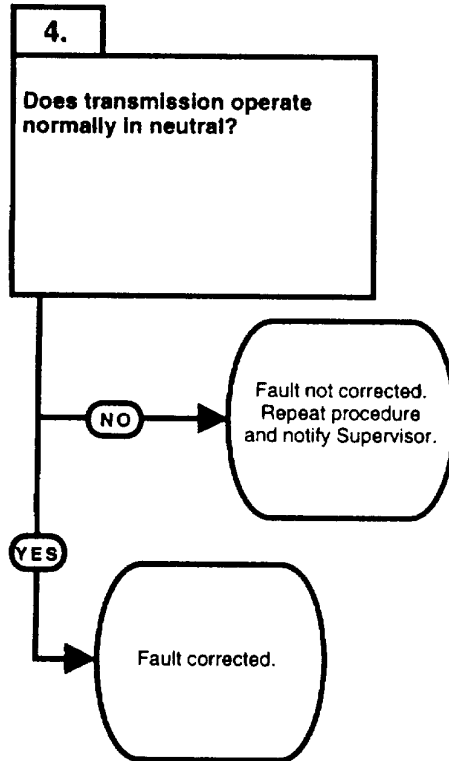 4.
Does transmission operate
normally in neutral?
Fault not corrected.
Repeat procedure
and notify Supervisor.
NO
YES
Fault corrected.